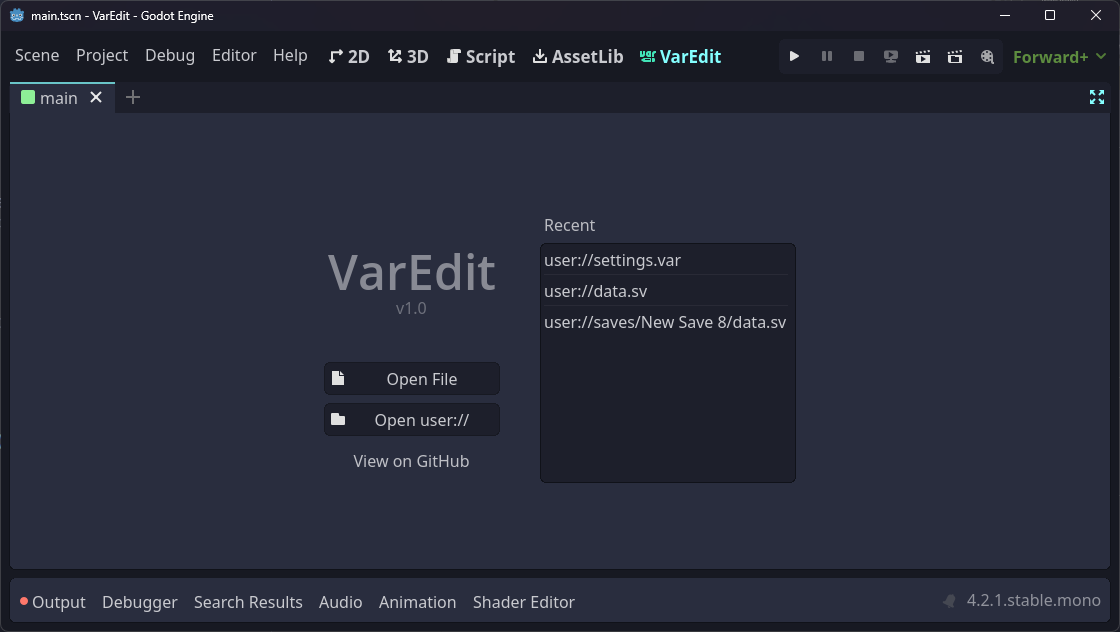 main.tscn - VarEdit - Godot Engine
Scene Project Debug Editor Help 2D 3D Script AssetLib VarEdit Forward+
main
Recent
user://settings.var
user://data.sv
user://saves/New Save 8/data.sv
VarEdit
v1.0
Open File
Open user://
View on GitHub
Output Debugger Search Results Audio Animation Shader Editor 4.2.1.stable.mono